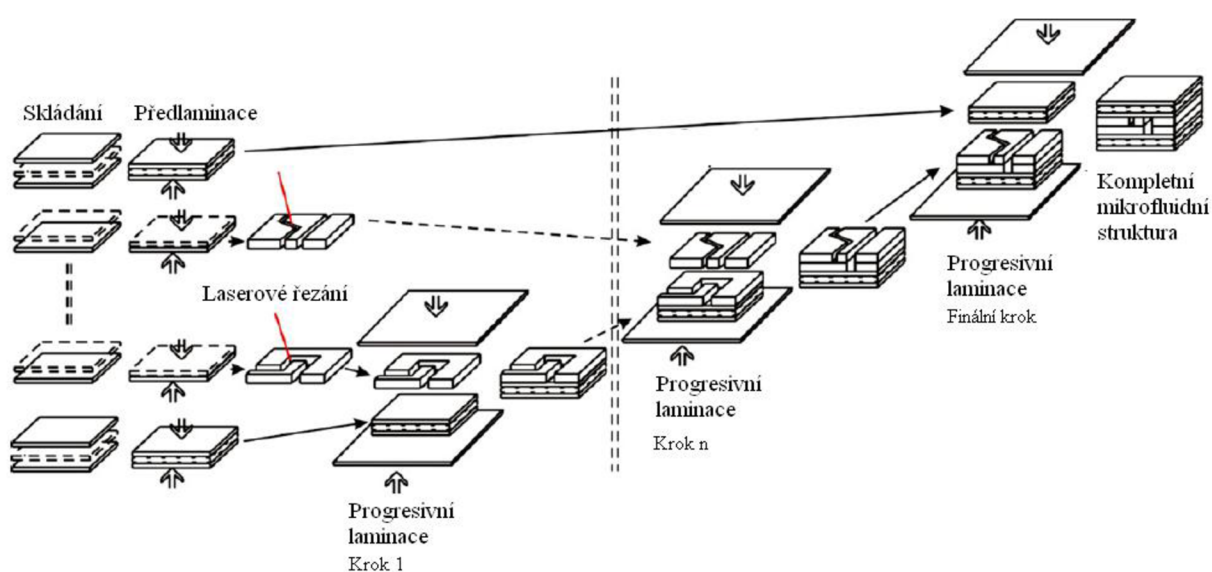 Skládání
Předlaminace
Laserové řezání
Progresivní
laminace
Krok 1
Progresivní
laminace
Krok n
Progresivní
laminace
Finální krok
Kompletní
mikrofluidní
struktura